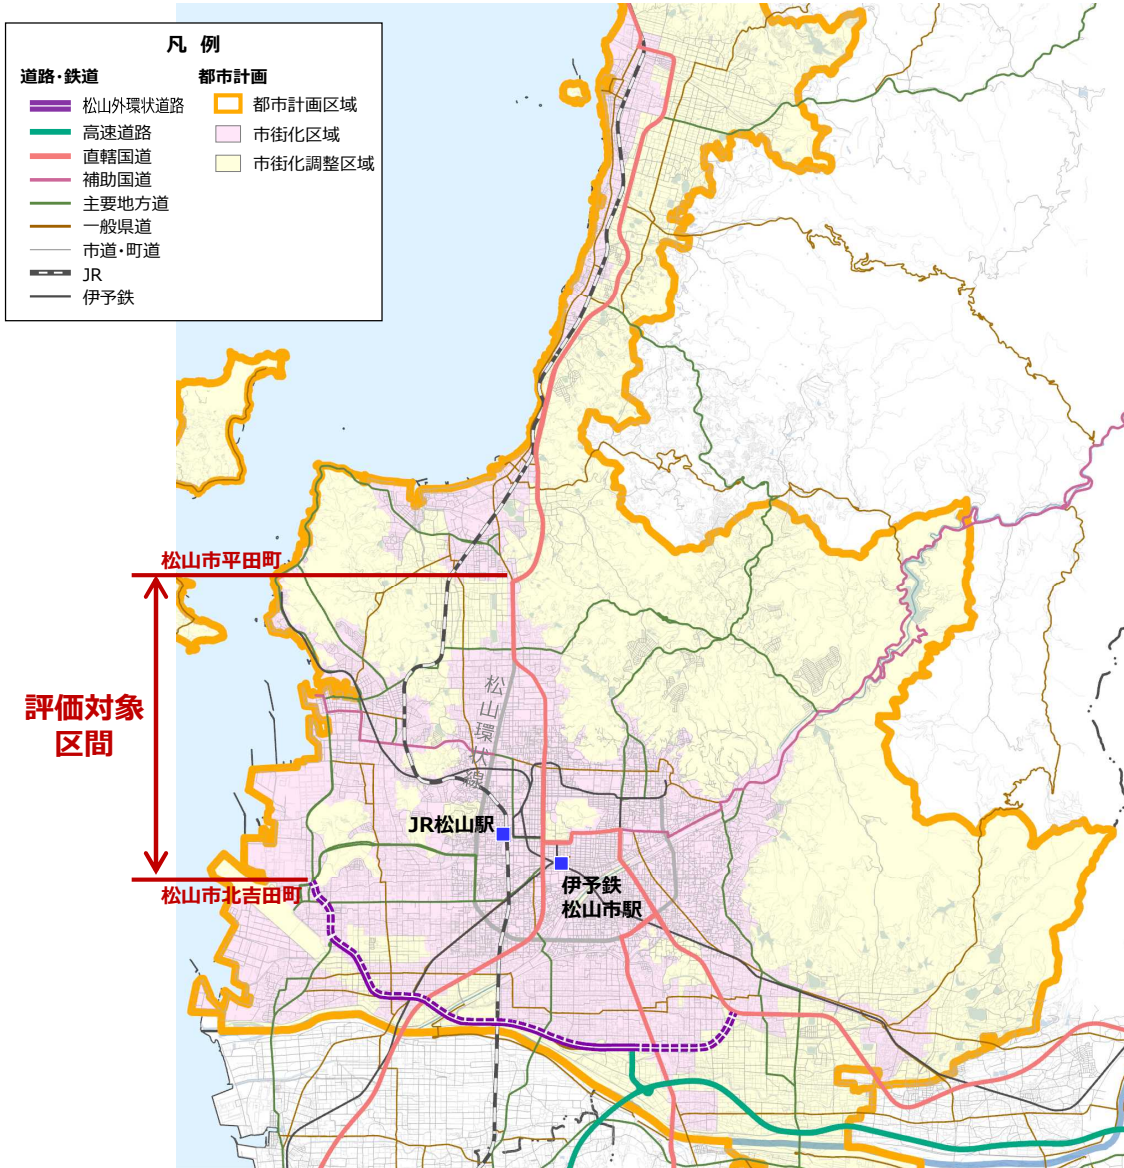 凡 例
道路・鉄道
松山外環状道路
高速道路
直轄国道
補助国道
主要地方道
一般県道
市道・町道
JR
伊予鉄
都市計画
都市計画区域
市街化区域
市街化調整区域
松山市平田町
評価対象
区間
松山環状線
JR松山駅
伊予鉄
松山市駅
松山市北吉田町